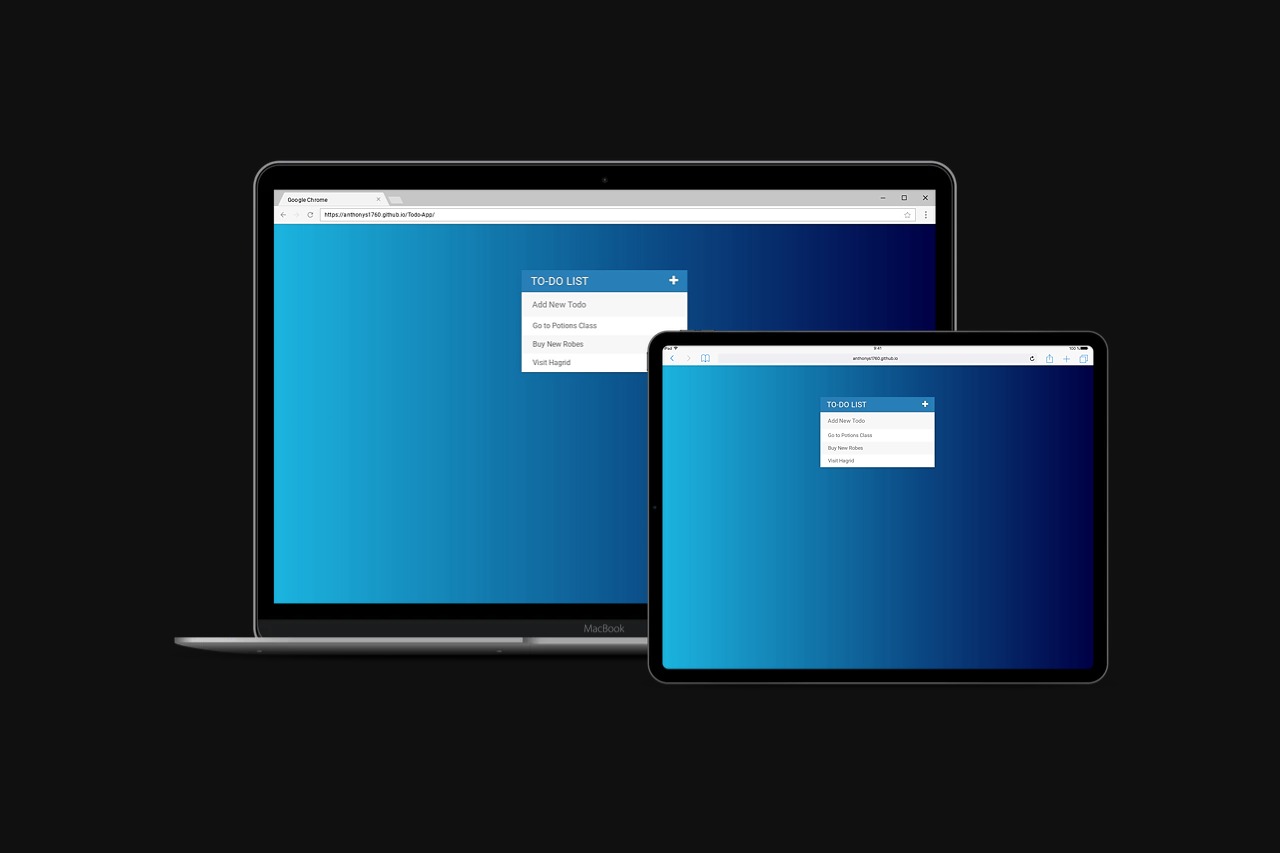 Google Chrome
https://anthonys1760.github.io/Todo-App/
TO-DO LIST
Add New Todo
Go to Potions Class
Buy New Robes
Visit Hagrid
MacBook
iPad 9:41 100 %
anthonys1760.github.io
TO-DO LIST
Add New Todo
Go to Potions Class
Buy New Robes
Visit Hagrid